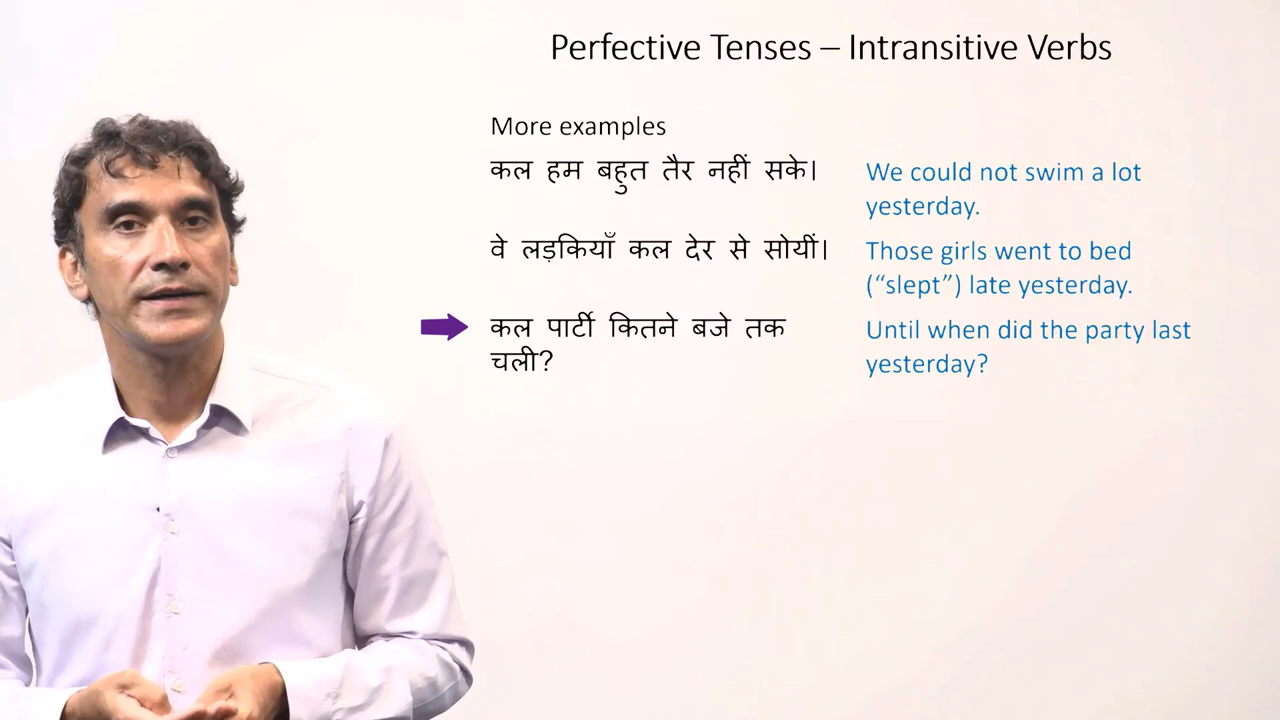 Perfective Tenses – Intransitive Verbs
More examples
कल हम बहुत तैर नहीं सके।
We could not swim a lot
yesterday.
वे लड़कियाँ कल देर से सोयीं।
Those girls went to bed
(“slept”) late yesterday.
कल पार्टी कितने बजे तक
चली?
Until when did the party last
yesterday?